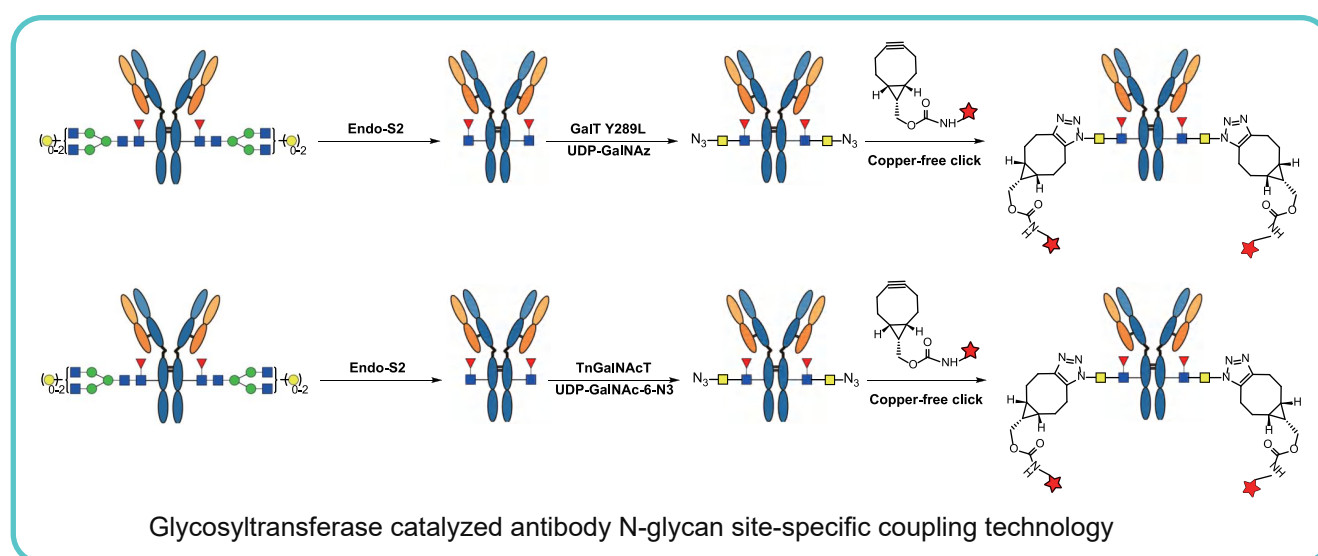 Endo-S2
GalT Y289L
UDP-GalNAz
Copper-free click
0-2
0-2
N3
N3
H
H
O
O
NH
N
N
N
H
H
O
O
N
H
N
N
N
H
H
O
O
NH
Endo-S2
TnGalNAcT
UDP-GalNAc-6-N3
Copper-free click
0-2
0-2
N3
N3
H
H
O
O
NH
N
N
N
H
H
O
O
N
H
N
N
N
H
H
O
O
NH
Glycosyltransferase catalyzed antibody N-glycan site-specific coupling technology